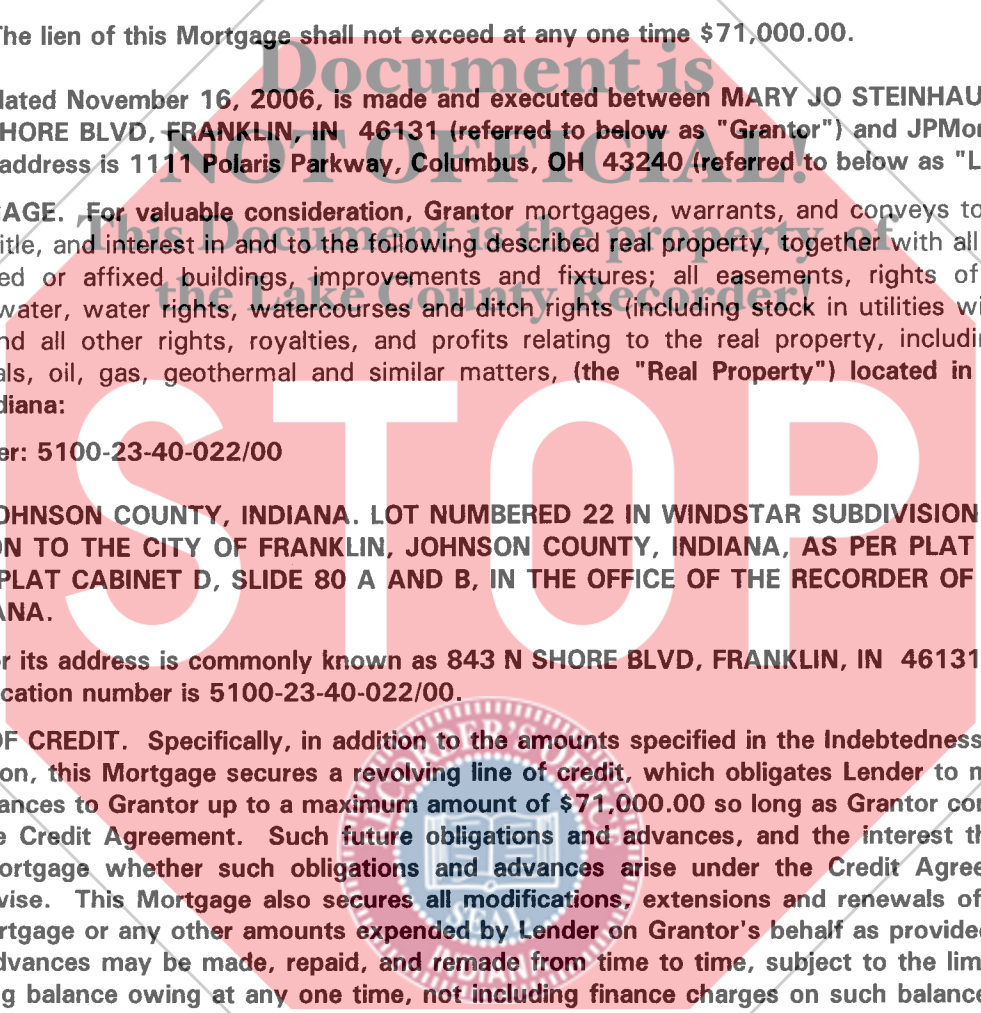 The lien of this Mortgage shall not exceed at any one time $71,000.00.
Document is
dated November 16, 2006, is made and executed between MARY JO STEINHAU
HORE BLVD, FRANKLIN, IN 46131 (referred to below as "Grantor") and JPMor
NOT OFFICIAL!
address is 1111 Polaris Parkway, Columbus, OH 43240 (referred to below as "L
AGE. For valuable consideration, Grantor mortgages, warrants, and conveys to
This Document is the property of
itle, and interest in and to the following described real property, together with all
ed or affixed buildings, improvements and fixtures; all easements, rights of
the Lake County Recorder!
water, water rights, watercourses and ditch rights (including stock in utilities wi
nd all other rights, royalties, and profits relating to the real property, includi
als, oil, gas, geothermal and similar matters, (the "Real Property") located in
diana:
er: 5100-23-40-022/00
STOP
OHNSON COUNTY, INDIANA. LOT NUMBERED 22 IN WINDSTAR SUBDIVISION
ON TO THE CITY OF FRANKLIN, JOHNSON COUNTY, INDIANA, AS PER PLAT
PLAT CABINET D, SLIDE 80 A AND B, IN THE OFFICE OF THE RECORDER OF
ANA.
r its address is commonly known as 843 N SHORE BLVD, FRANKLIN, IN 46131
cation number is 5100-23-40-022/00.
OF CREDIT. Specifically, in addition to the amounts specified in the Indebtedness
on, this Mortgage secures a revolving line of credit, which obligates Lender to m
ances to Grantor up to a maximum amount of $71,000.00 so long as Grantor con
e Credit Agreement. Such future obligations and advances, and the interest th
ortgage whether such obligations and advances arise under the Credit Agree
wise. This Mortgage also secures all modifications, extensions and renewals of
SEAL
rtgage or any other amounts expended by Lender on Grantor's behalf as provided
dvances may be made, repaid, and remade from time to time, subject to the lim
g balance owing at any one time, not including finance charges on such balance